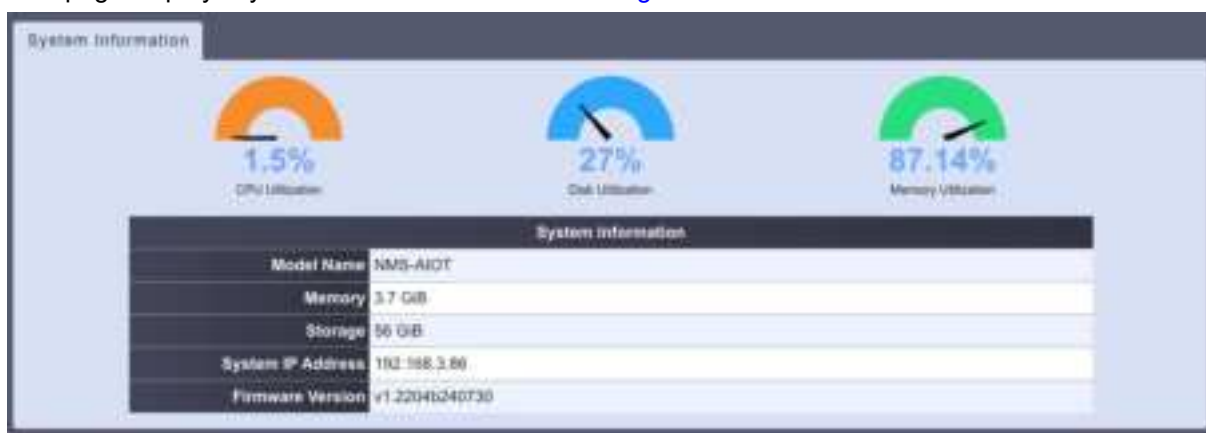 System Information
1.5%
27%
87.14%
CPU Utilization
Disk Utilization
Memory Utilization
System Information
Model Name NMS-AIOT
Memory 3.7 GiB
Storage 56 GiB
System IP Address 192.168.3.86
Firmware Version v1.2204b240730